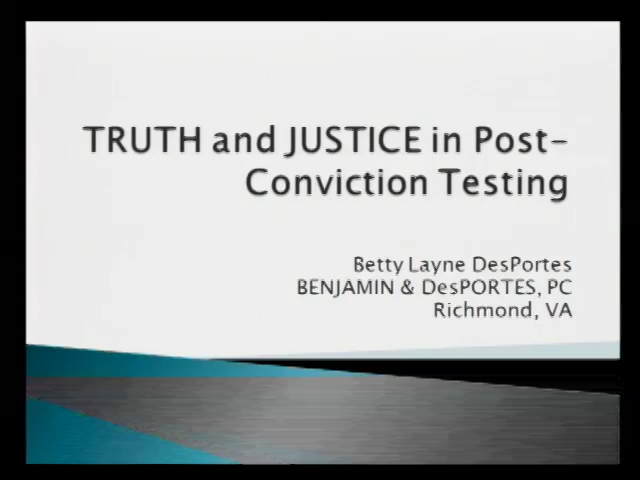 TRUTH and JUSTICE in Post-
Conviction Testing
Betty Layne DesPortes
BENJAMIN & DesPORTES, PC
Richmond, VA